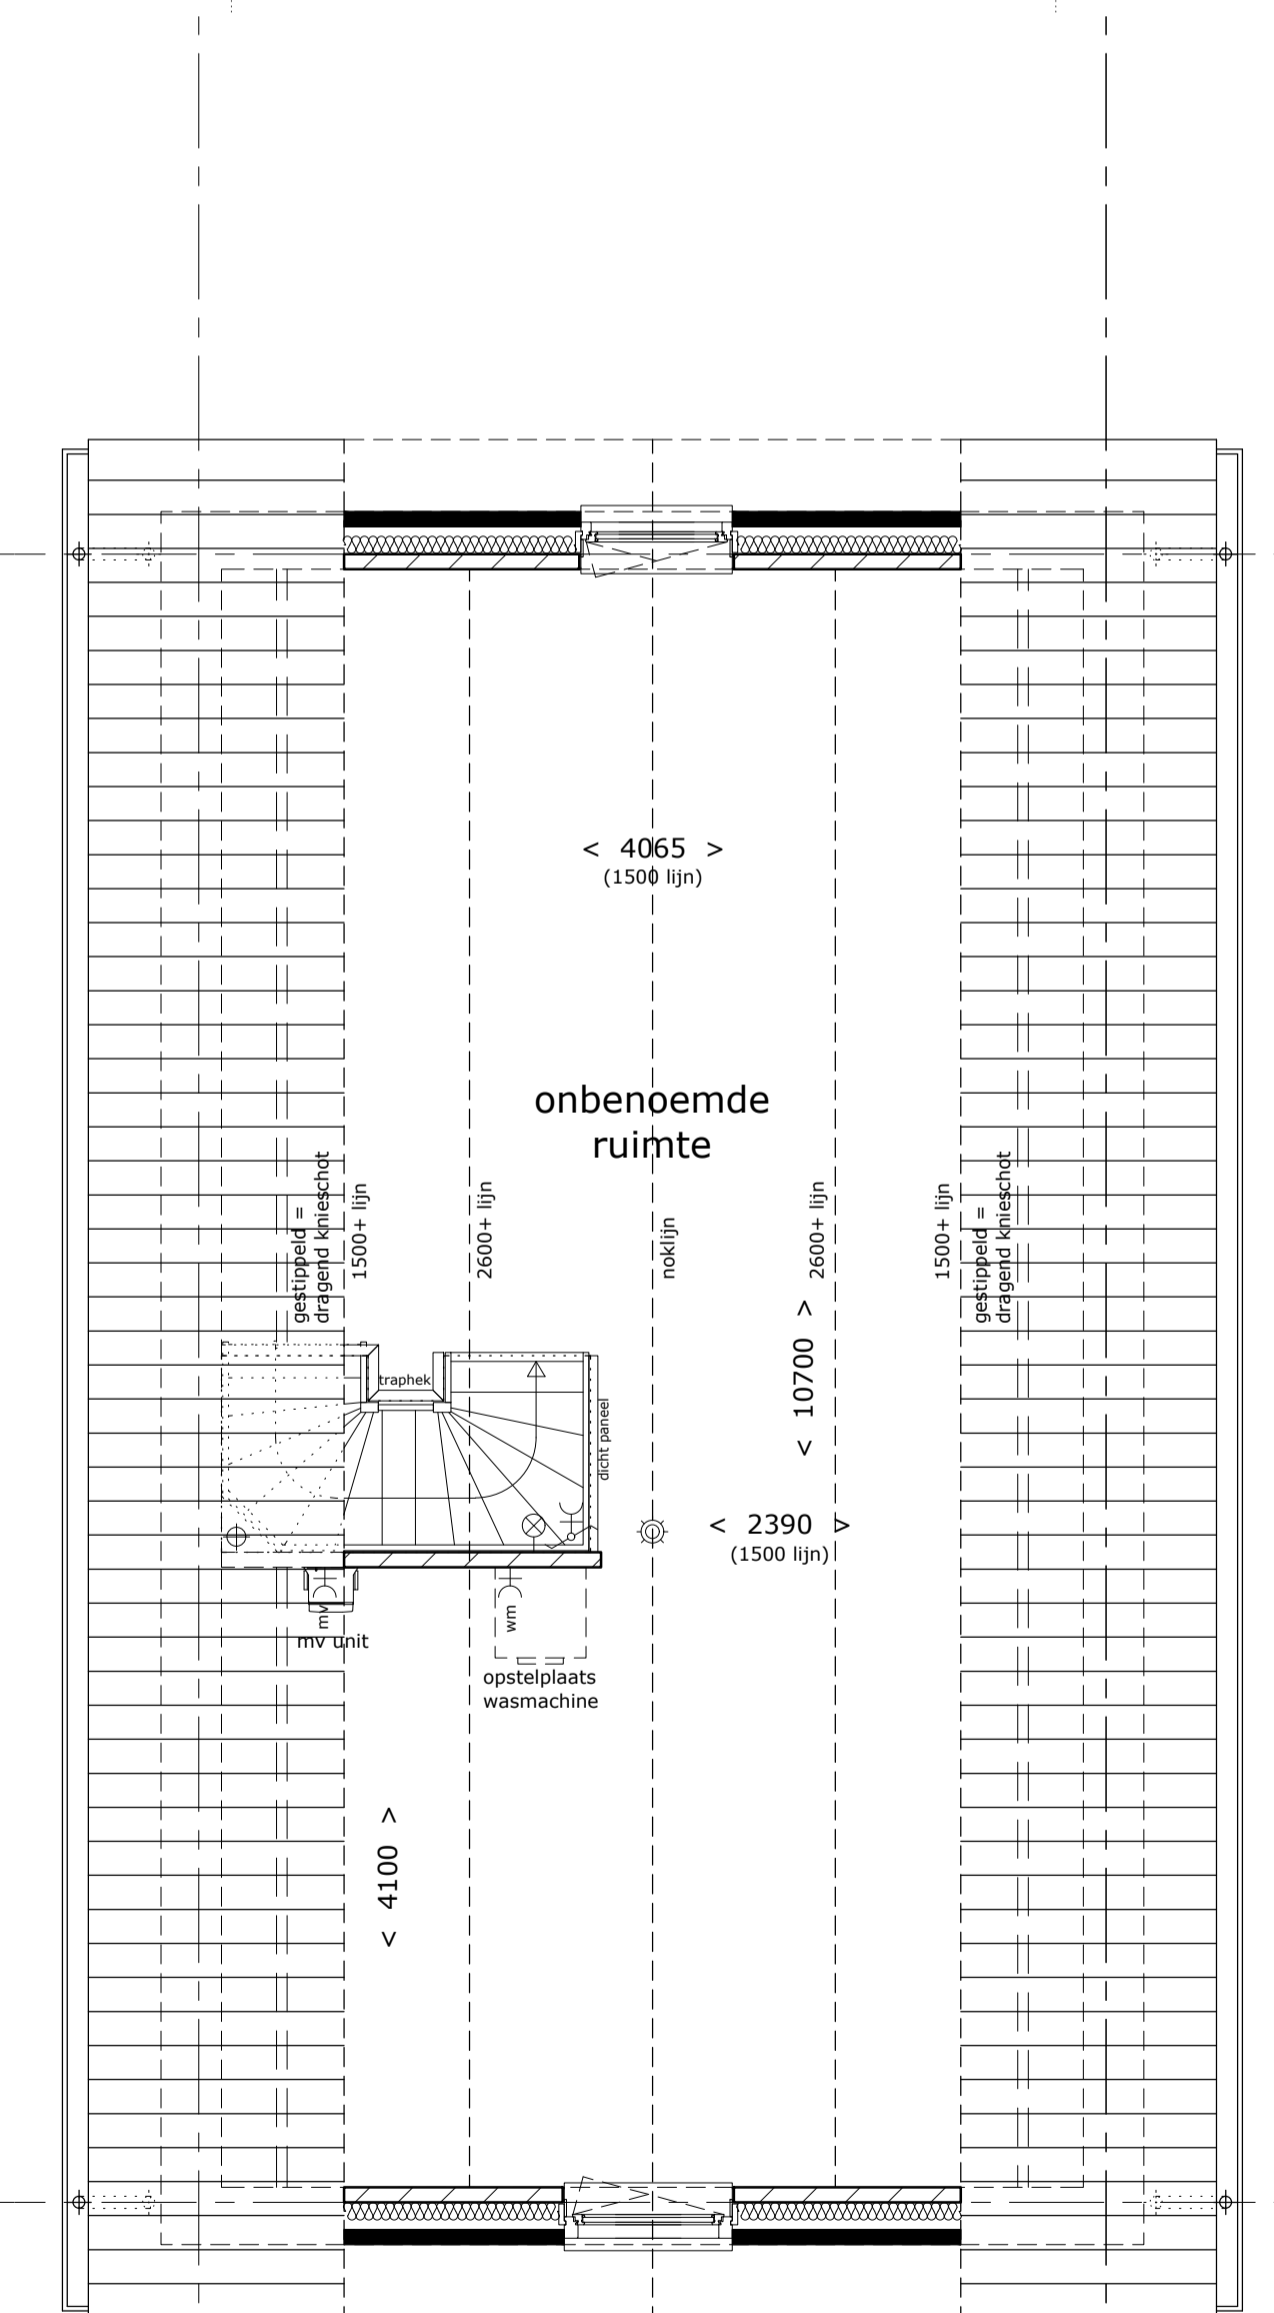 < 4065 >
(1500 lijn)
onbenoemde
ruimte
gestippeld =
dragend knieschot
1500+ lijn
2600+ lijn
noklijn
2600+ lijn
1500+ lijn
gestippeld =
dragend knieschot
< 10700 >
traphek
dicht paneel
< 2390 >
(1500 lijn)
mv
mv unit
wm
opstelplaats
wasmachine
< 4100 >